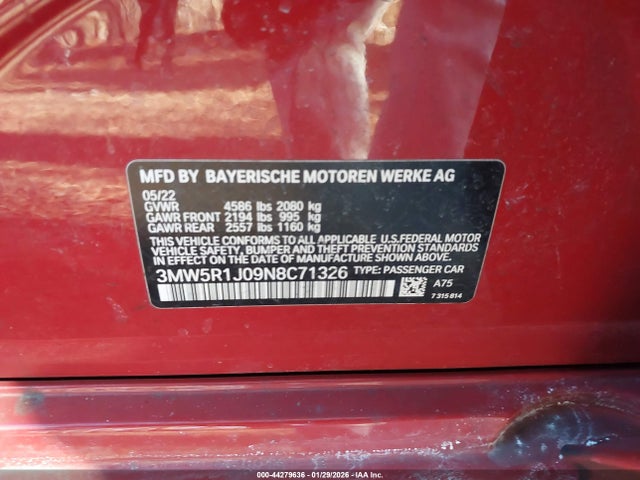 MFD BY BAYERISCHE MOTOREN WERKE AG
05/22
GVWR 4586 lbs 2080 kg
GAWR FRONT 2194 lbs 995 kg
GAWR REAR 2557 lbs 1160 kg
THIS VEHICLE CONFORMS TO ALL APPLICABLE U.S.FEDERAL MOTOR
VEHICLE SAFETY, BUMPER, AND THEFT PREVENTION STANDARDS
IN EFFECT ON THE DATE OF MANUFACTURE SHOWN ABOVE.
3MW5R1J09N8C71326 TYPE: PASSENGER CAR
A75
7 315 814
000-44279636 - 01/29/2026 - IAA Inc.